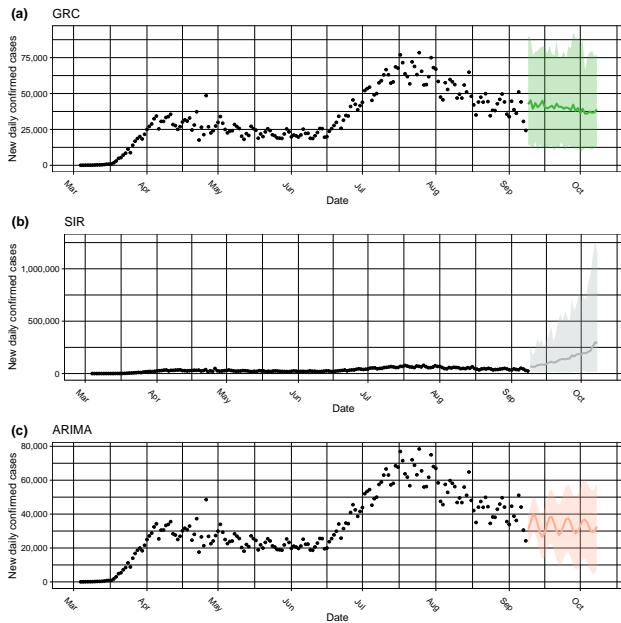 (a)
GRC
New daily confirmed cases
75,000
50,000
25,000
0
Mar
Apr
May
Jun
Jul
Aug
Sep
Oct
Date
(b)
SIR
New daily confirmed cases
1,000,000
500,000
0
Mar
Apr
May
Jun
Jul
Aug
Sep
Oct
Date
(c)
ARIMA
New daily confirmed cases
80,000
60,000
40,000
20,000
0
Mar
Apr
May
Jun
Jul
Aug
Sep
Oct
Date